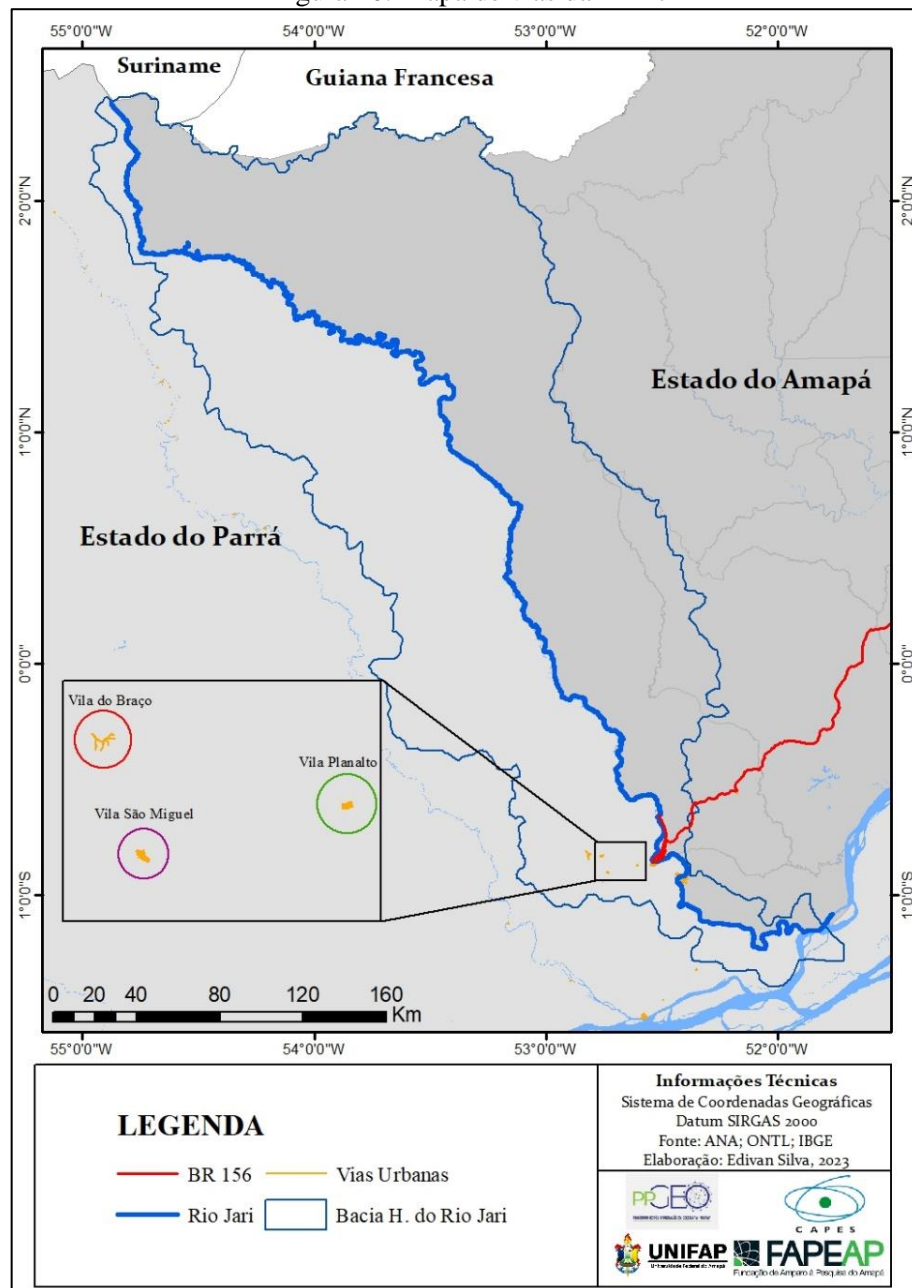 55°0'0"W 54°0'0"W 53°0'0"W 52°0'0"W
Suriname
Guiana Francesa
2°0'0"N 2°0'0"N
Estado do Amapá
1°0'0"N 1°0'0"N
Estado do Parrá
0°0'0" 0°0'0"
Vila do Braço
Vila Planalto
Vila São Miguel
1°0'0"S 1°0'0"S
0 20 40 80 120 160
Km
55°0'0"W 54°0'0"W 53°0'0"W 52°0'0"W
LEGENDA
BR 156 Vias Urbanas
Rio Jari Bacia H. do Rio Jari
Informações Técnicas
Sistema de Coordenadas Geográficas
Datum SIRGAS 2000
Fonte: ANA; ONTL; IBGE
Elaboração: Edivan Silva, 2023
PPGEO
CAPES
UNIFAP
Universidade Federal do Amapá
FAPEAP
Fundação de Amparo à Pesquisa do Amapá